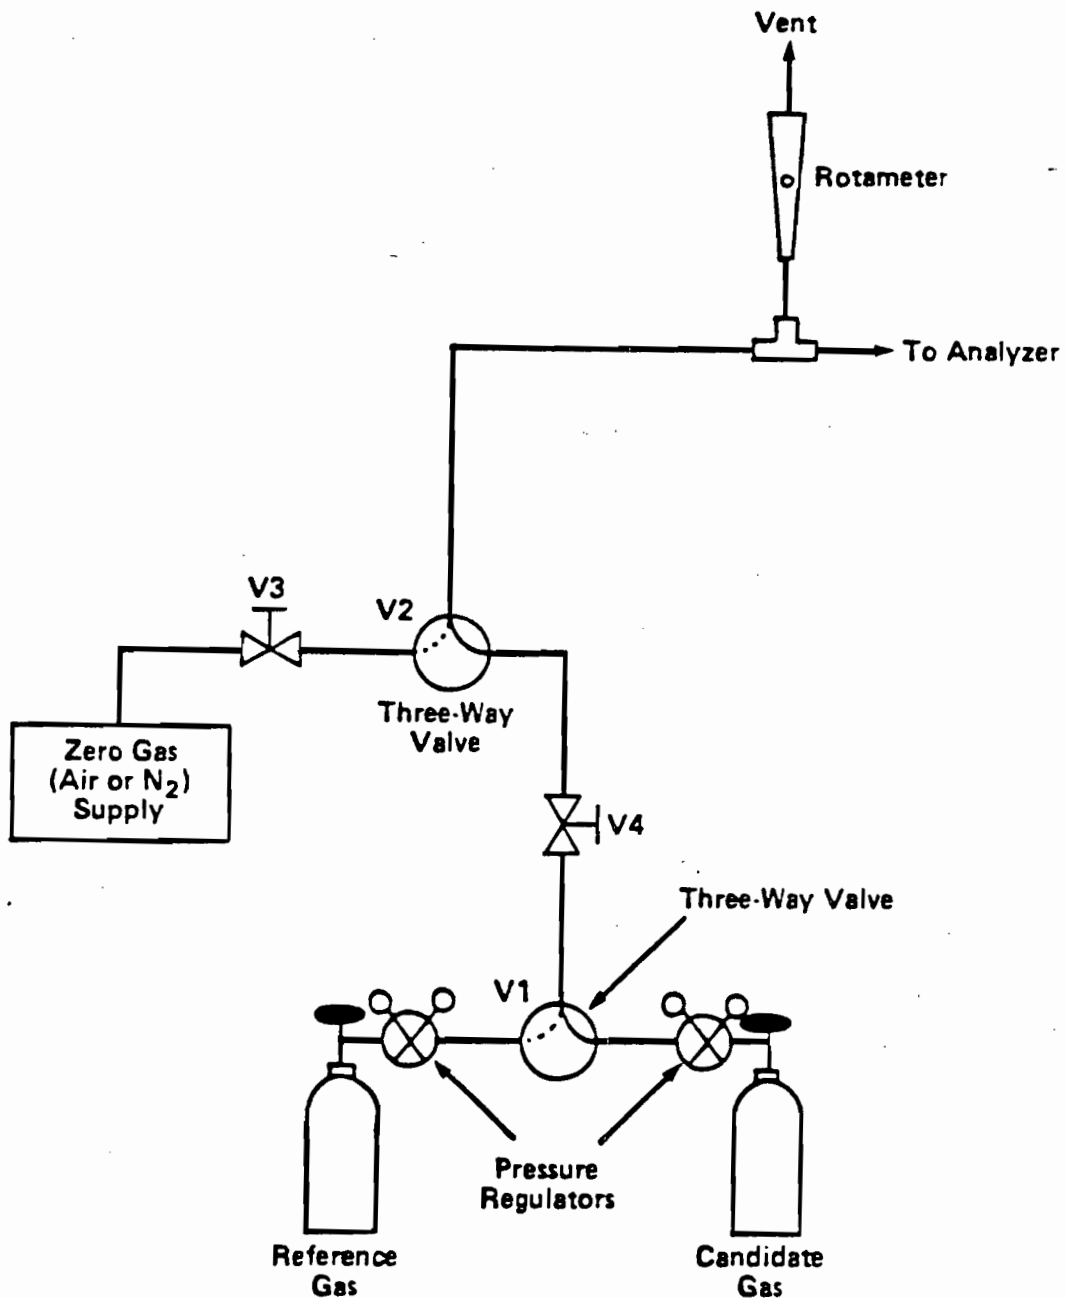 Vent
Rotameter
To Analyzer
V3
V2
Three-Way
Valve
Zero Gas
(Air or N2)
Supply
V4
Three-Way Valve
V1
Pressure
Regulators
Reference
Gas
Candidate
Gas